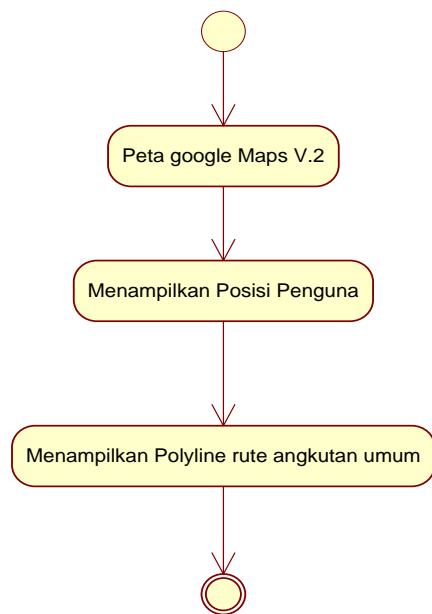 Peta google Maps V.2
Menampilkan Posisi Penguna
Menampilkan Polyline rute angkutan umum